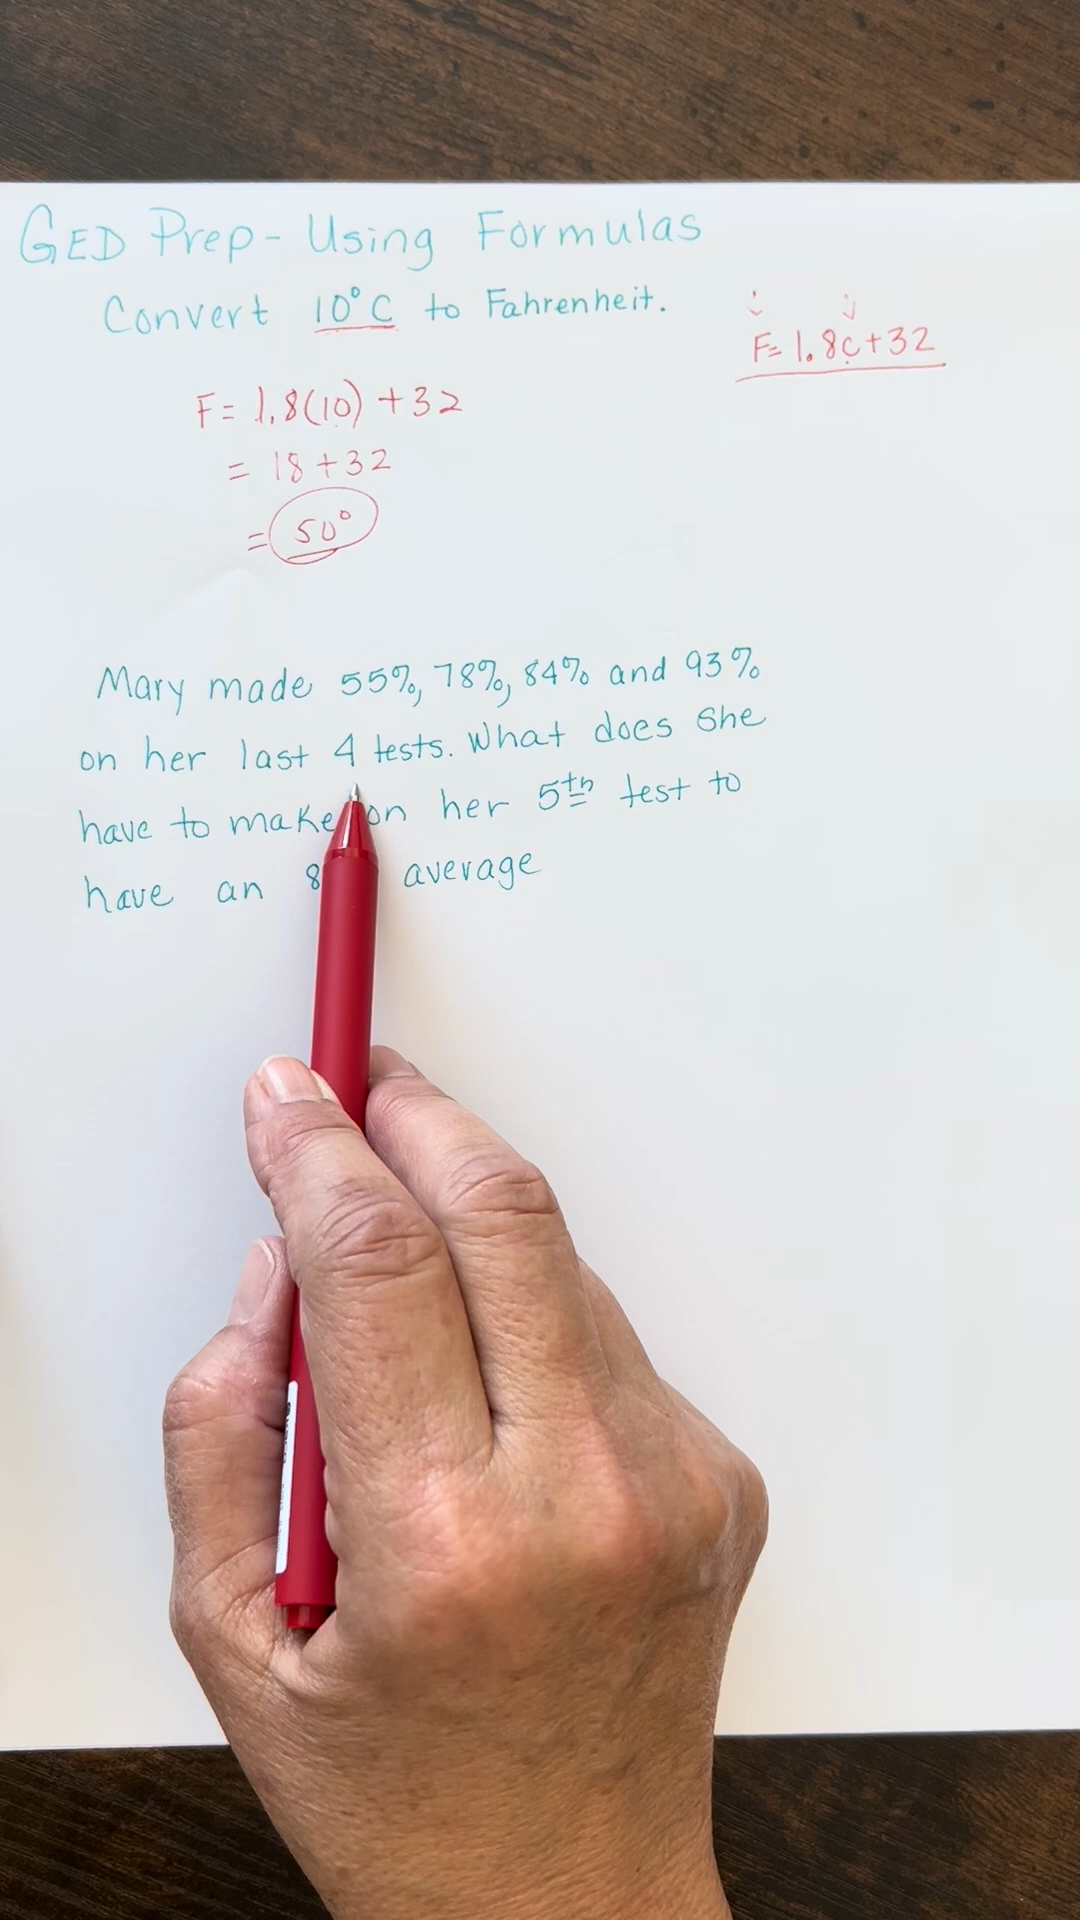 GED Prep - Using Formulas
Convert 10°C to Fahrenheit.
F = 1.8C + 32
F = 1.8(10) + 32
= 18 + 32
= 50°
Mary made 55%, 78%, 84% and 93%
on her last 4 tests. What does she
have to make on her 5th test to
have an 8 average